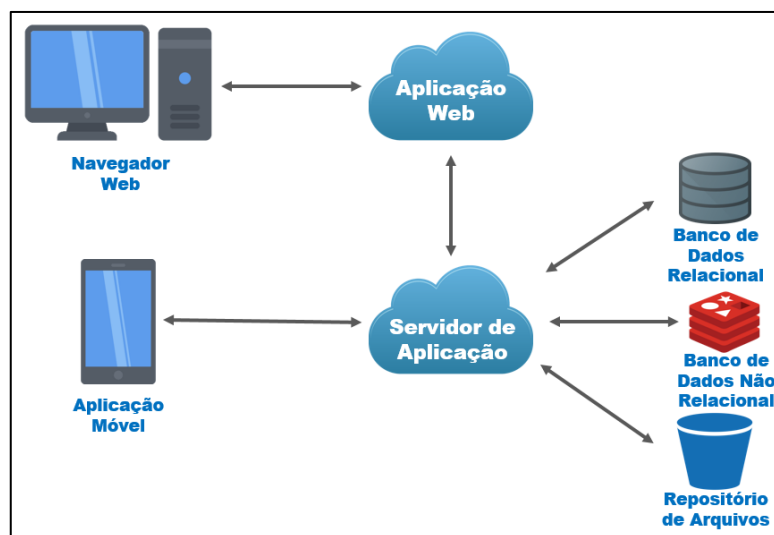 Aplicação
Web
Navegador
Web
Banco de
Dados
Relacional
Servidor de
Aplicação
Banco de
Dados Não
Relacional
Aplicação
Móvel
Repositório
de Arquivos